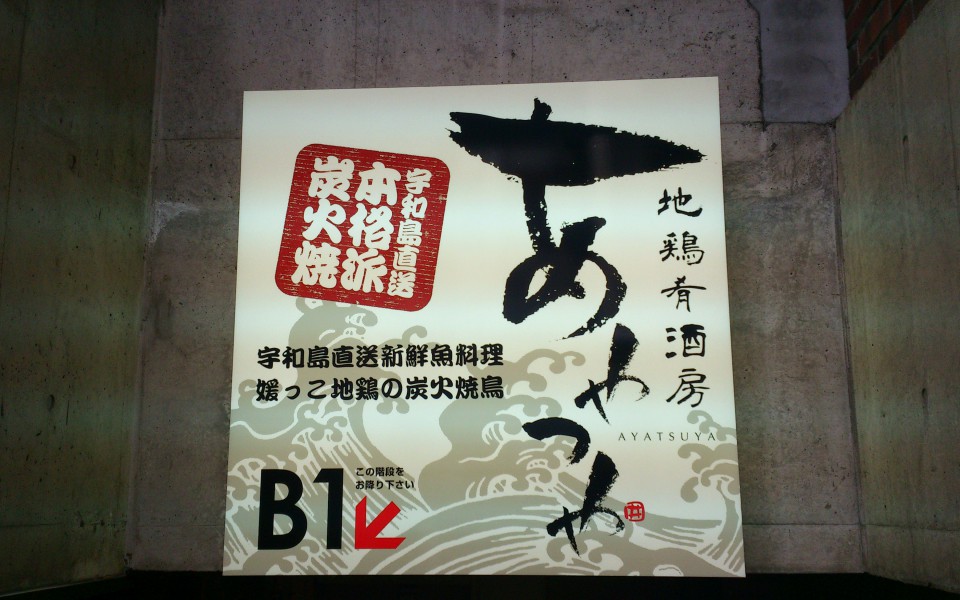 地鶏肴酒房
あやつや
AYATSUYA
宇和島直送
本格派
炭火焼
宇和島直送新鮮魚料理
媛っこ地鶏の炭火焼鳥
B1
この階段を
お降り下さい